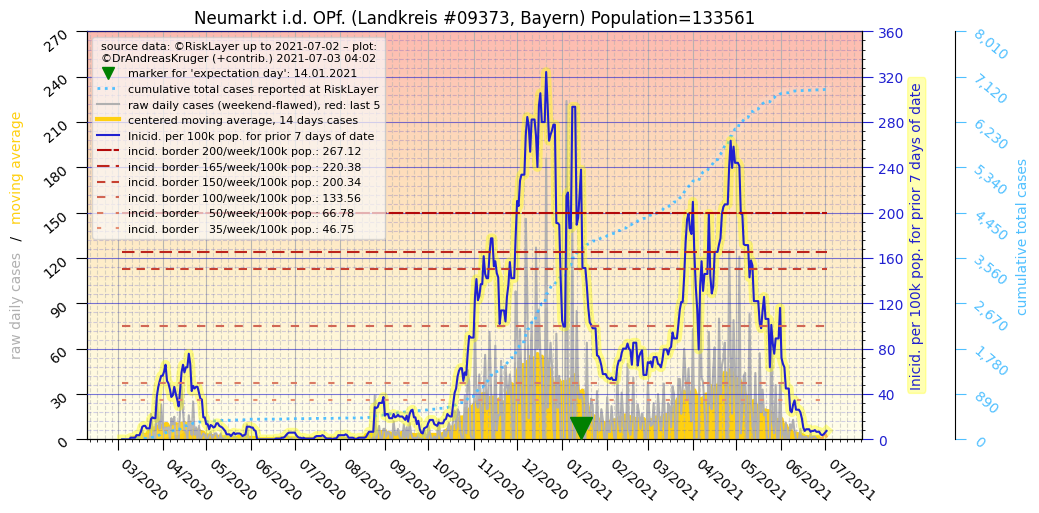 Neumarkt i.d. OPf. (Landkreis #09373, Bayern) Population=133561
source data: ©RiskLayer up to 2021-07-02 – plot:
©DrAndreasKruger (+contrib.) 2021-07-03 04:02
marker for 'expectation day': 14.01.2021
cumulative total cases reported at RiskLayer
raw daily cases (weekend-flawed), red: last 5
centered moving average, 14 days cases
Inicid. per 100k pop. for prior 7 days of date
incid. border 200/week/100k pop.: 267.12
incid. border 165/week/100k pop.: 220.38
incid. border 150/week/100k pop.: 200.34
incid. border 100/week/100k pop.: 133.56
incid. border   50/week/100k pop.: 66.78
incid. border   35/week/100k pop.: 46.75
raw daily cases   /   moving average
270
240
210
180
150
120
90
60
30
0
360
320
280
240
200
160
120
80
40
0
Inicid. per 100k pop. for prior 7 days of date
8,010
7,120
6,230
5,340
4,450
3,560
2,670
1,780
890
0
cumulative total cases
03/2020
04/2020
05/2020
06/2020
07/2020
08/2020
09/2020
10/2020
11/2020
12/2020
01/2021
02/2021
03/2021
04/2021
05/2021
06/2021
07/2021